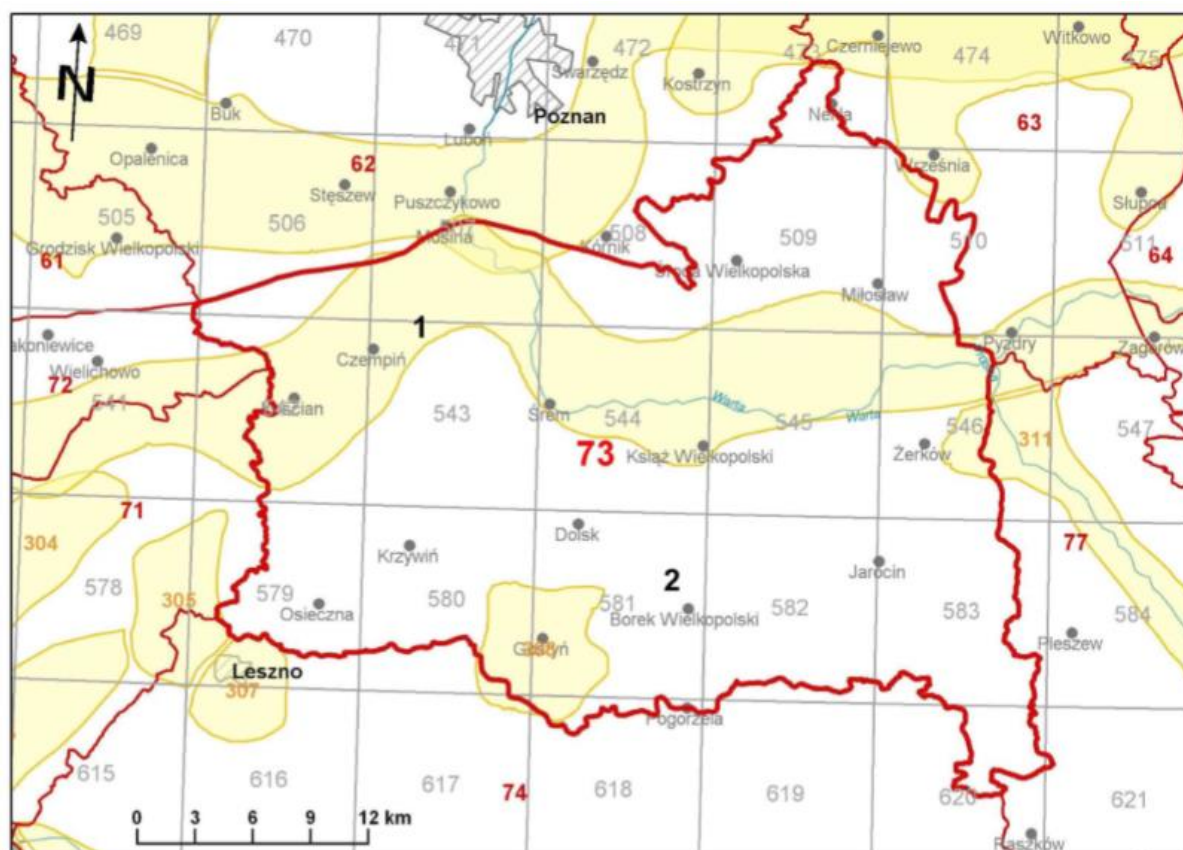 469
470
471
472
473
474
475
Czerniejewo
Witkowo
Swarzędz
Kostrzyn
N
Buk
Poznan
Nekla
63
Luboń
Opalenica
62
Września
Stęszew
Puszczykowo
Słupca
505
506
Mosina
508
509
510
511
Grodzisk Wielkopolski
Kórnik
64
61
Środa Wielkopolska
Miłosław
1
Pyzdry
Zagórów
Wielichowo
Czempiń
72
541
Kościan
543
Śrem
544
Warta
545
Warta
546
311
547
73
Książ Wielkopolski
Żerków
71
304
Dolsk
77
Krzywiń
2
Jarocin
578
305
579
580
581
582
583
584
Osieczna
Borek Wielkopolski
Gostyń
Pleszew
Leszno
307
Pogorzela
615
616
617
74
618
619
620
621
0 3 6 9 12 km
Raszków